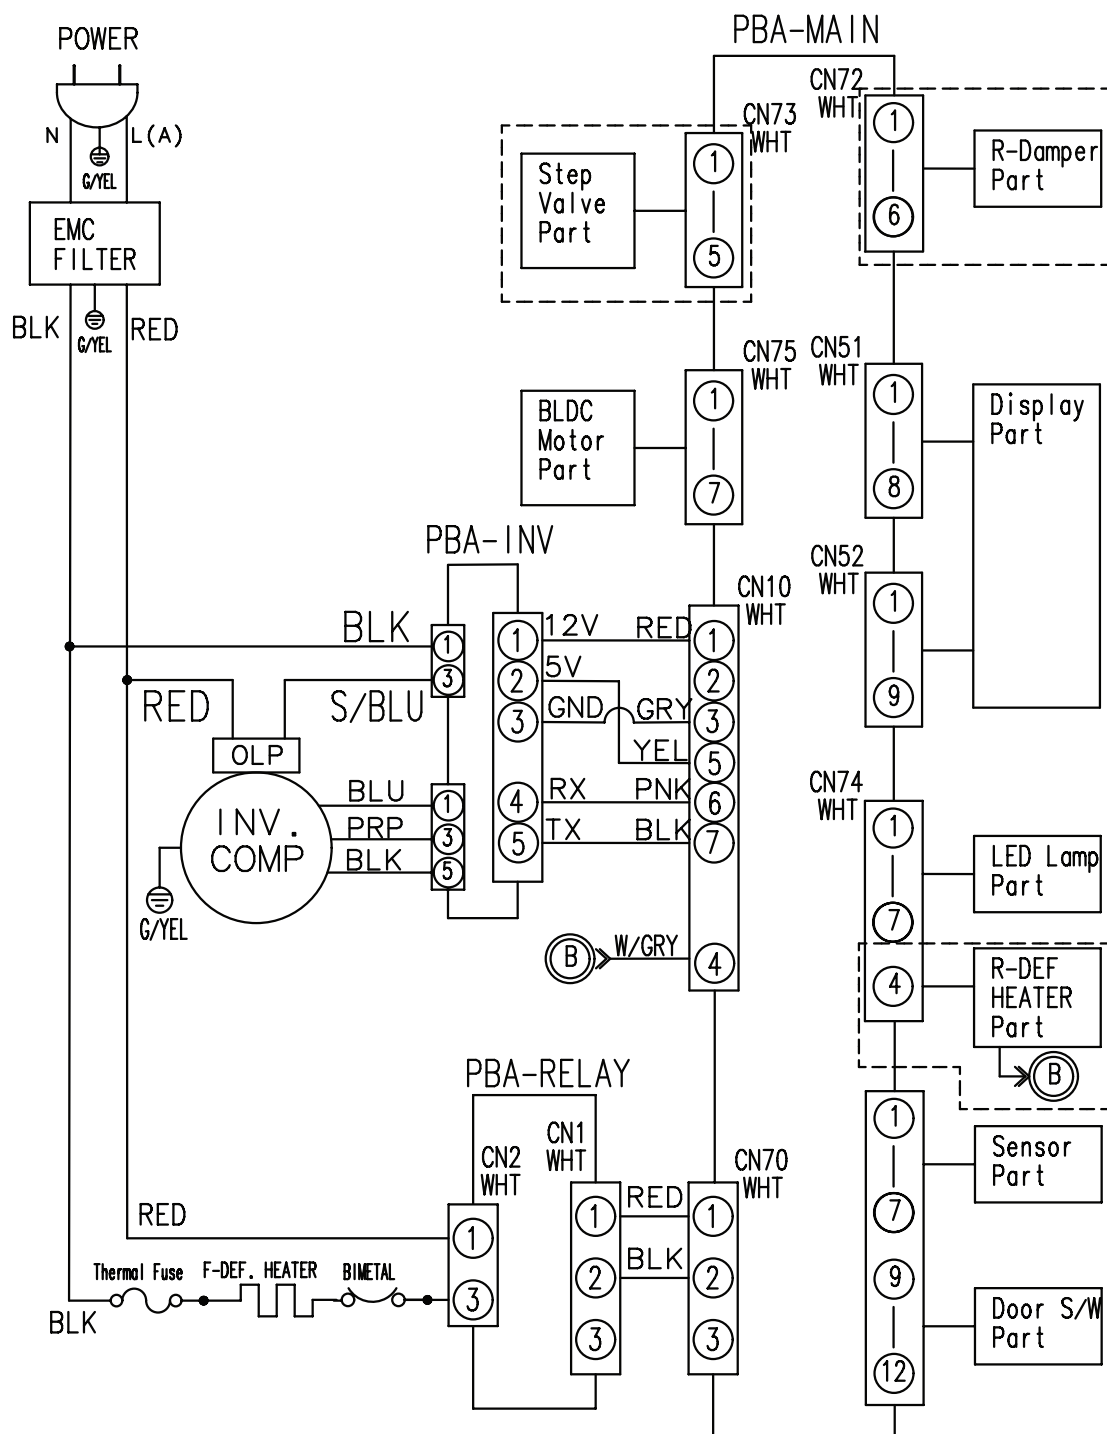 PBA-MAIN
POWER
N
L(A)
G/YEL
EMC
FILTER
BLK
G/YEL
RED
CN73
WHT
1
5
Step
Valve
Part
CN72
WHT
1
6
R-Damper
Part
CN75
WHT
1
7
BLDC
Motor
Part
CN51
WHT
1
8
Display
Part
CN52
WHT
1
9
PBA-INV
BLK
1
3
RED
S/BLU
OLP
INV.
COMP
G/YEL
BLU
1
PRP
3
BLK
5
CN10
WHT
1
12V
RED
1
2
5V
2
3
GND
GRY
3
YEL
5
4
RX
PNK
6
5
TX
BLK
7
B
W/GRY
4
CN74
WHT
1
7
LED Lamp
Part
4
R-DEF
HEATER
Part
B
PBA-RELAY
CN2
WHT
CN1
WHT
CN70
WHT
RED
1
1
RED
1
Thermal Fuse
F-DEF. HEATER
BIMETAL
BLK
3
2
BLK
2
3
3
1
7
Sensor
Part
9
12
Door S/W
Part